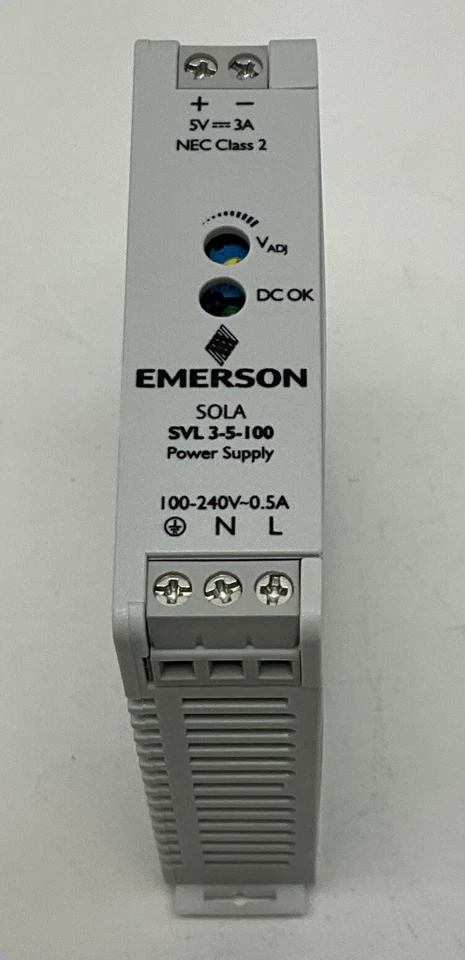 + −
5V⎓3A
NEC Class 2
VADJ
DC OK
EMERSON
SOLA
SVL 3-5-100
Power Supply
100-240V~0.5A
⏚ N L